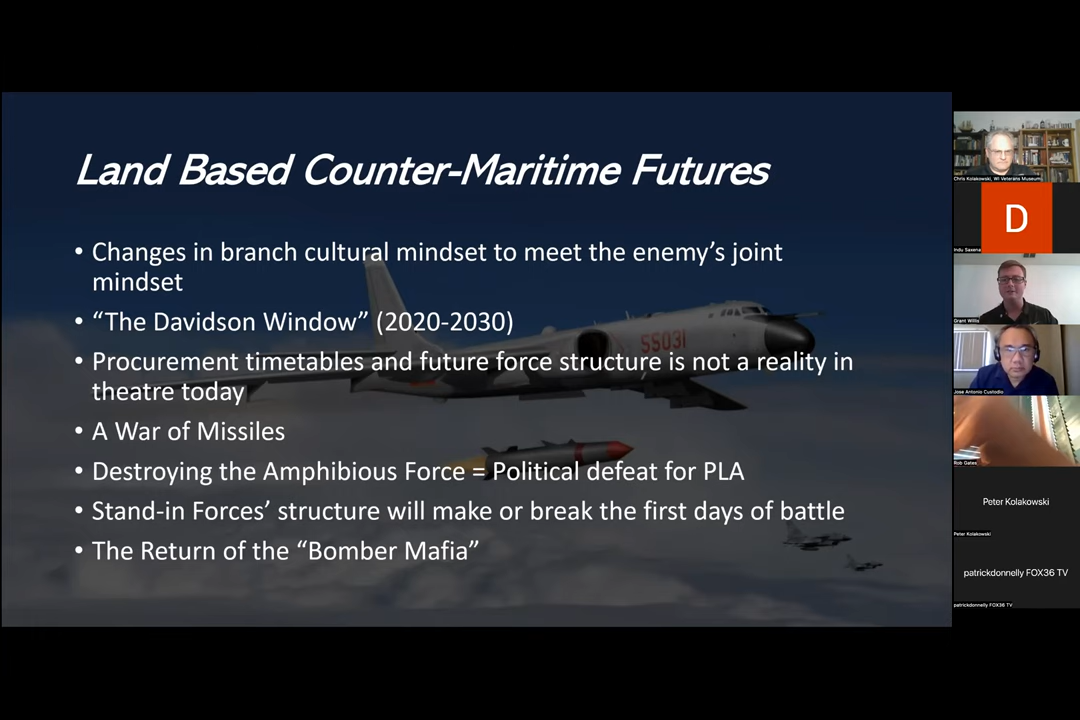 Land Based Counter-Maritime Futures
• Changes in branch cultural mindset to meet the enemy’s joint
mindset
• “The Davidson Window” (2020-2030)
• Procurement timetables and future force structure is not a reality in
theatre today
• A War of Missiles
• Destroying the Amphibious Force = Political defeat for PLA
• Stand-in Forces’ structure will make or break the first days of battle
• The Return of the “Bomber Mafia”
55031
Chris Kolakowski, WI Veterans Museum
D
Indu Saxena
Grant Willis
Jose Antonio Custodio
Rob Gates
Peter Kolakowski
Peter Kolakowski
patrickdonnelly FOX36 TV
patrickdonnelly FOX36 TV